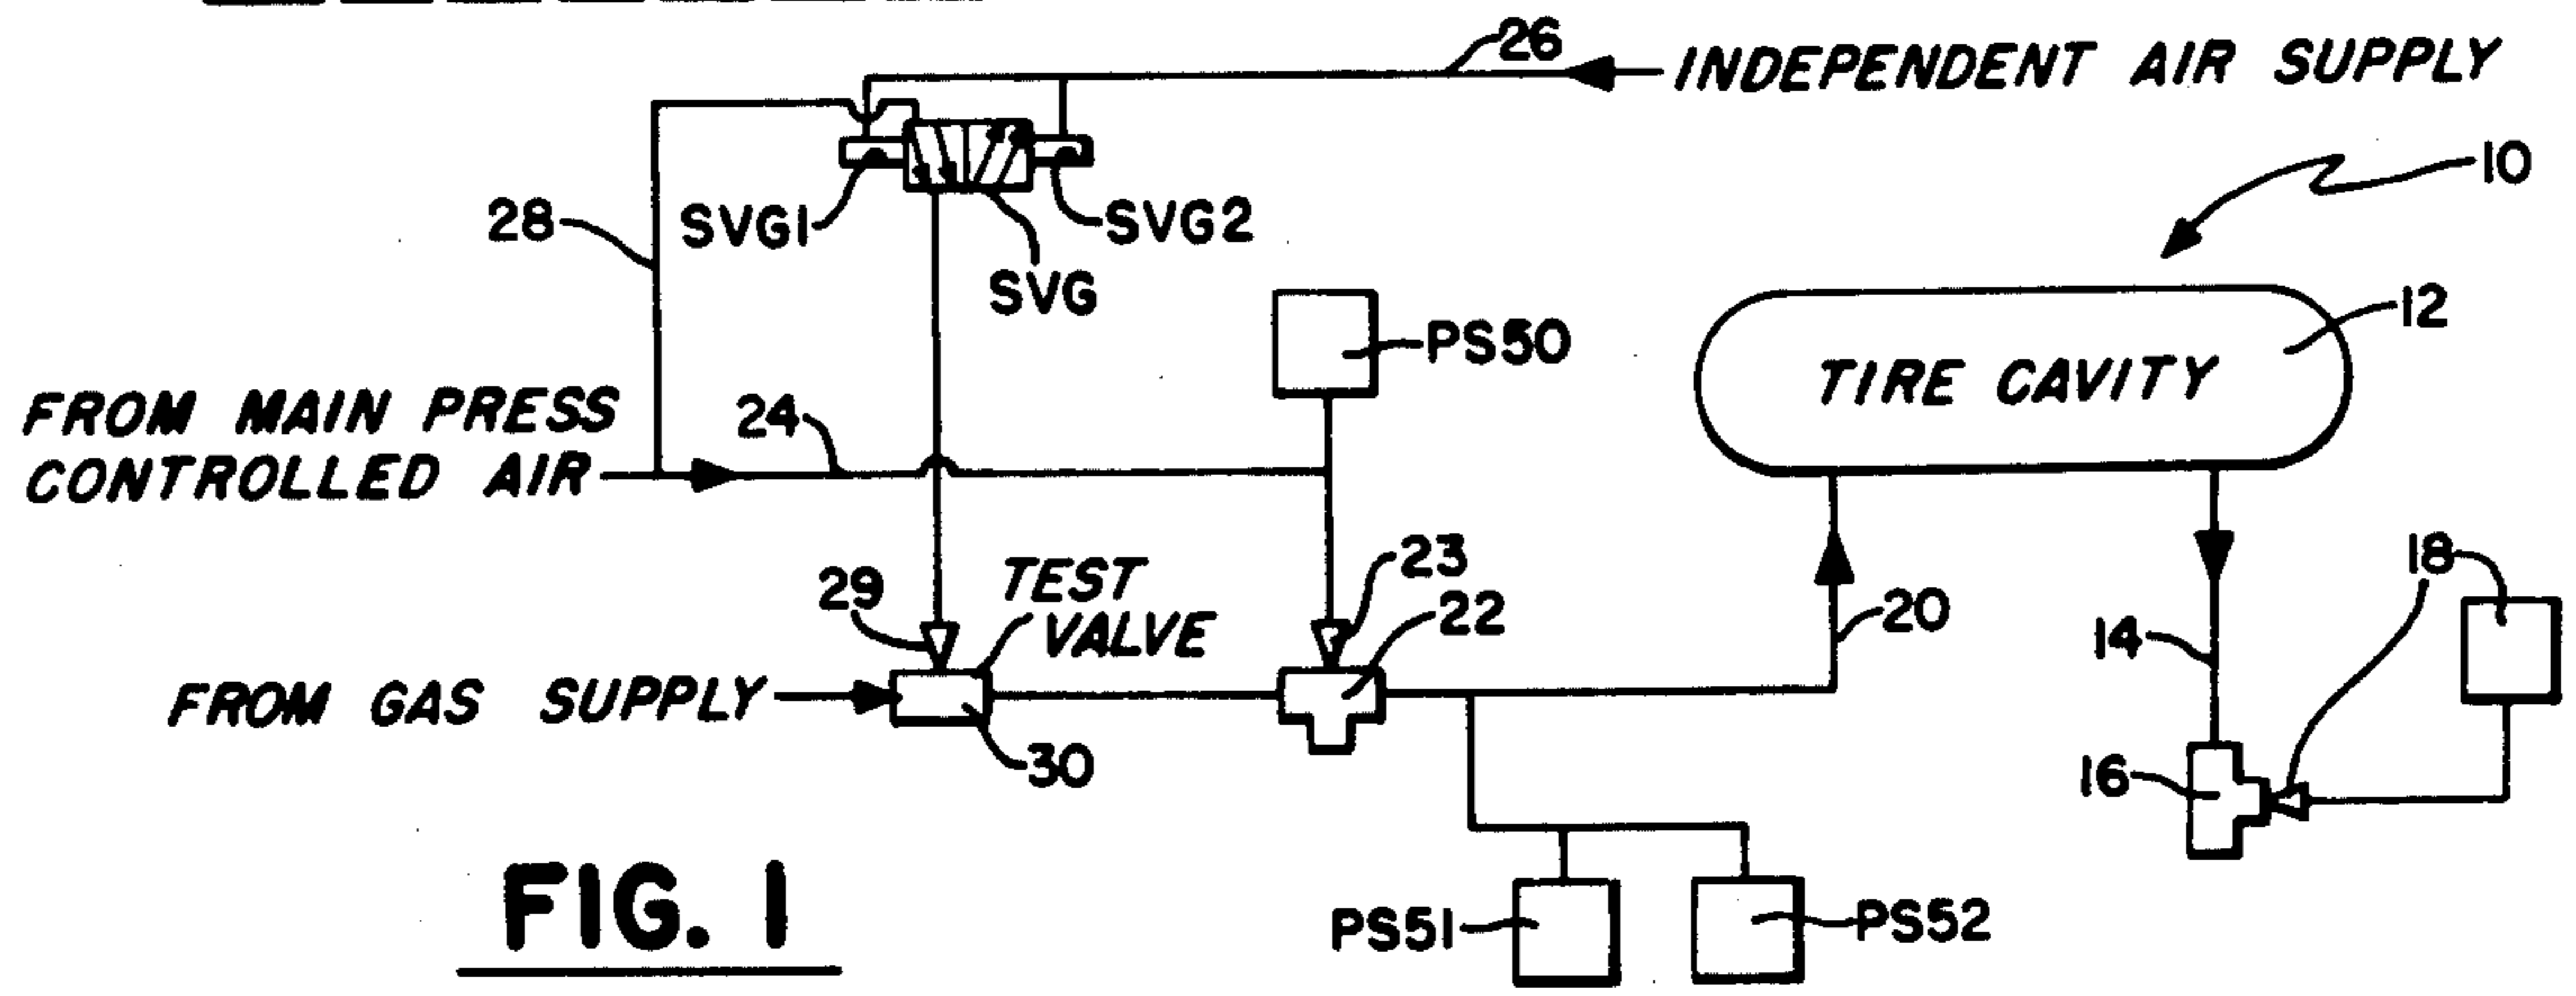 26
INDEPENDENT AIR SUPPLY
10
28
SVG1
SVG2
SVG
PS50
12
TIRE CAVITY
FROM MAIN PRESS
CONTROLLED AIR
24
29
TEST
VALVE
23
22
20
14
18
FROM GAS SUPPLY
30
16
PS51
PS52
FIG. 1